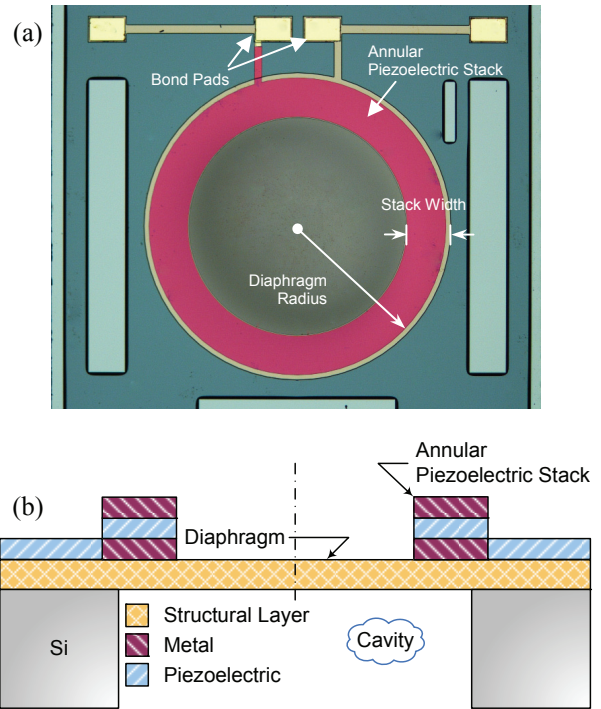 (a)
Bond Pads
Annular
Piezoelectric Stack
Stack Width
Diaphragm
Radius
(b)
Annular
Piezoelectric Stack
Diaphragm
Structural Layer
Metal
Piezoelectric
Si
Cavity